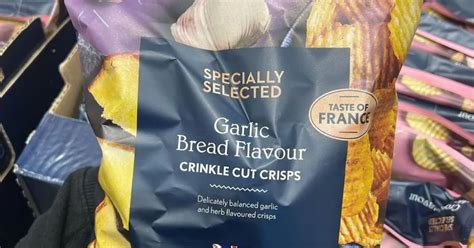 SPECIALLY
SELECTED
TASTE OF
FRANCE
Garlic
Bread Flavour
CRINKLE CUT CRISPS
Delicately balanced garlic
and herb flavoured crisps